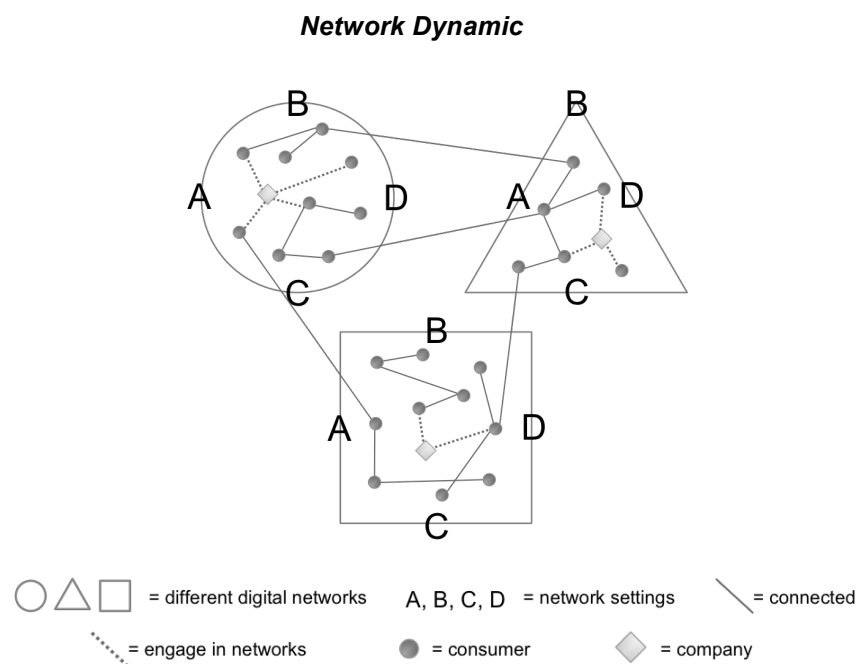 Network Dynamic
B
B
A
D
A
D
C
C
B
A
D
C
= different digital networks
A, B, C, D = network settings
= connected
= engage in networks
= consumer
= company